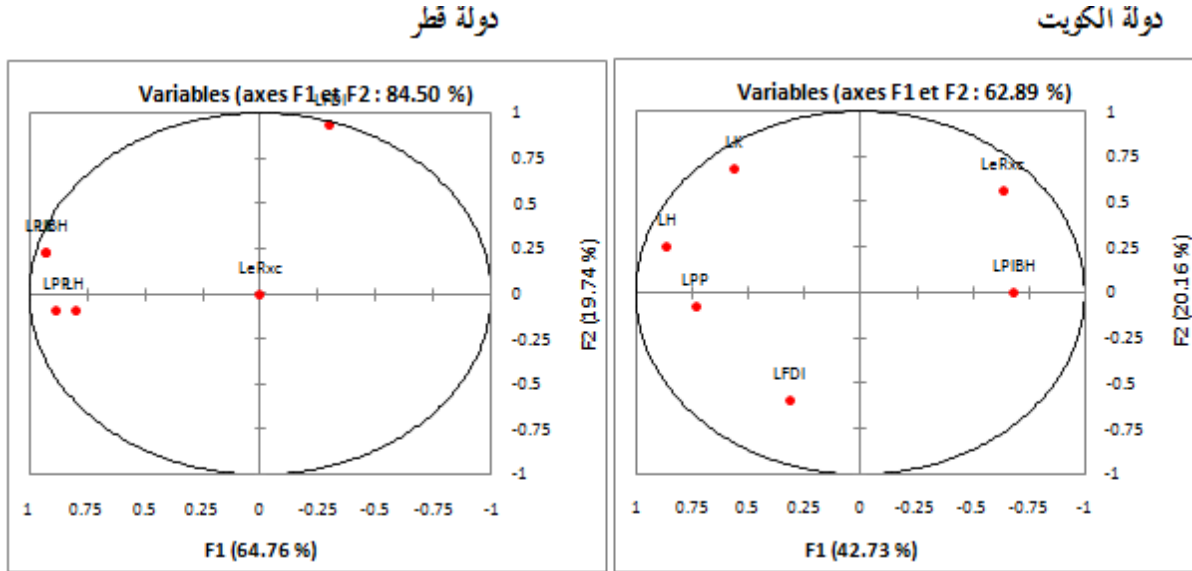 دولة الكويت
دولة قطر
Variables (axes F1 et F2 : 84.50 %)
LFDI
1
0.75
0.5
0.25
0
-0.25
-0.5
-0.75
-1
LPIBH
LPP
LH
LeRxc
F2 (19.74 %)
1
0.75
0.5
0.25
0
-0.25
-0.5
-0.75
-1
F1 (64.76 %)
Variables (axes F1 et F2 : 62.89 %)
LK
LeRxc
LH
LPP
LPIBH
LFDI
1
0.75
0.5
0.25
0
-0.25
-0.5
-0.75
-1
F2 (20.16 %)
1
0.75
0.5
0.25
0
-0.25
-0.5
-0.75
-1
F1 (42.73 %)